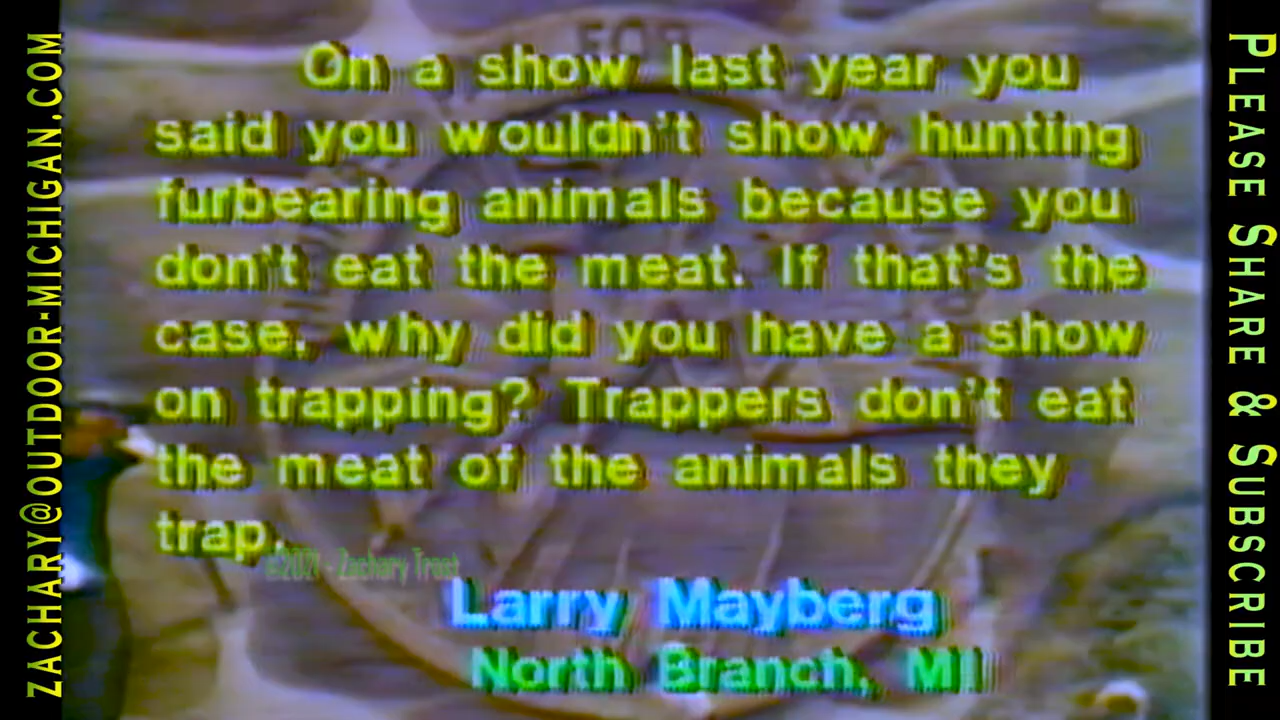 ZACHARY@OUTDOOR-MICHIGAN.COM
FOR
On a show last year you
said you wouldn't show hunting
furbearing animals because you
don't eat the meat. If that's the
case, why did you have a show
on trapping? Trappers don't eat
the meat of the animals they
trap.
©2021 - Zachary Trost
Larry Mayberg
North Branch, MI
PLEASE SHARE & SUBSCRIBE